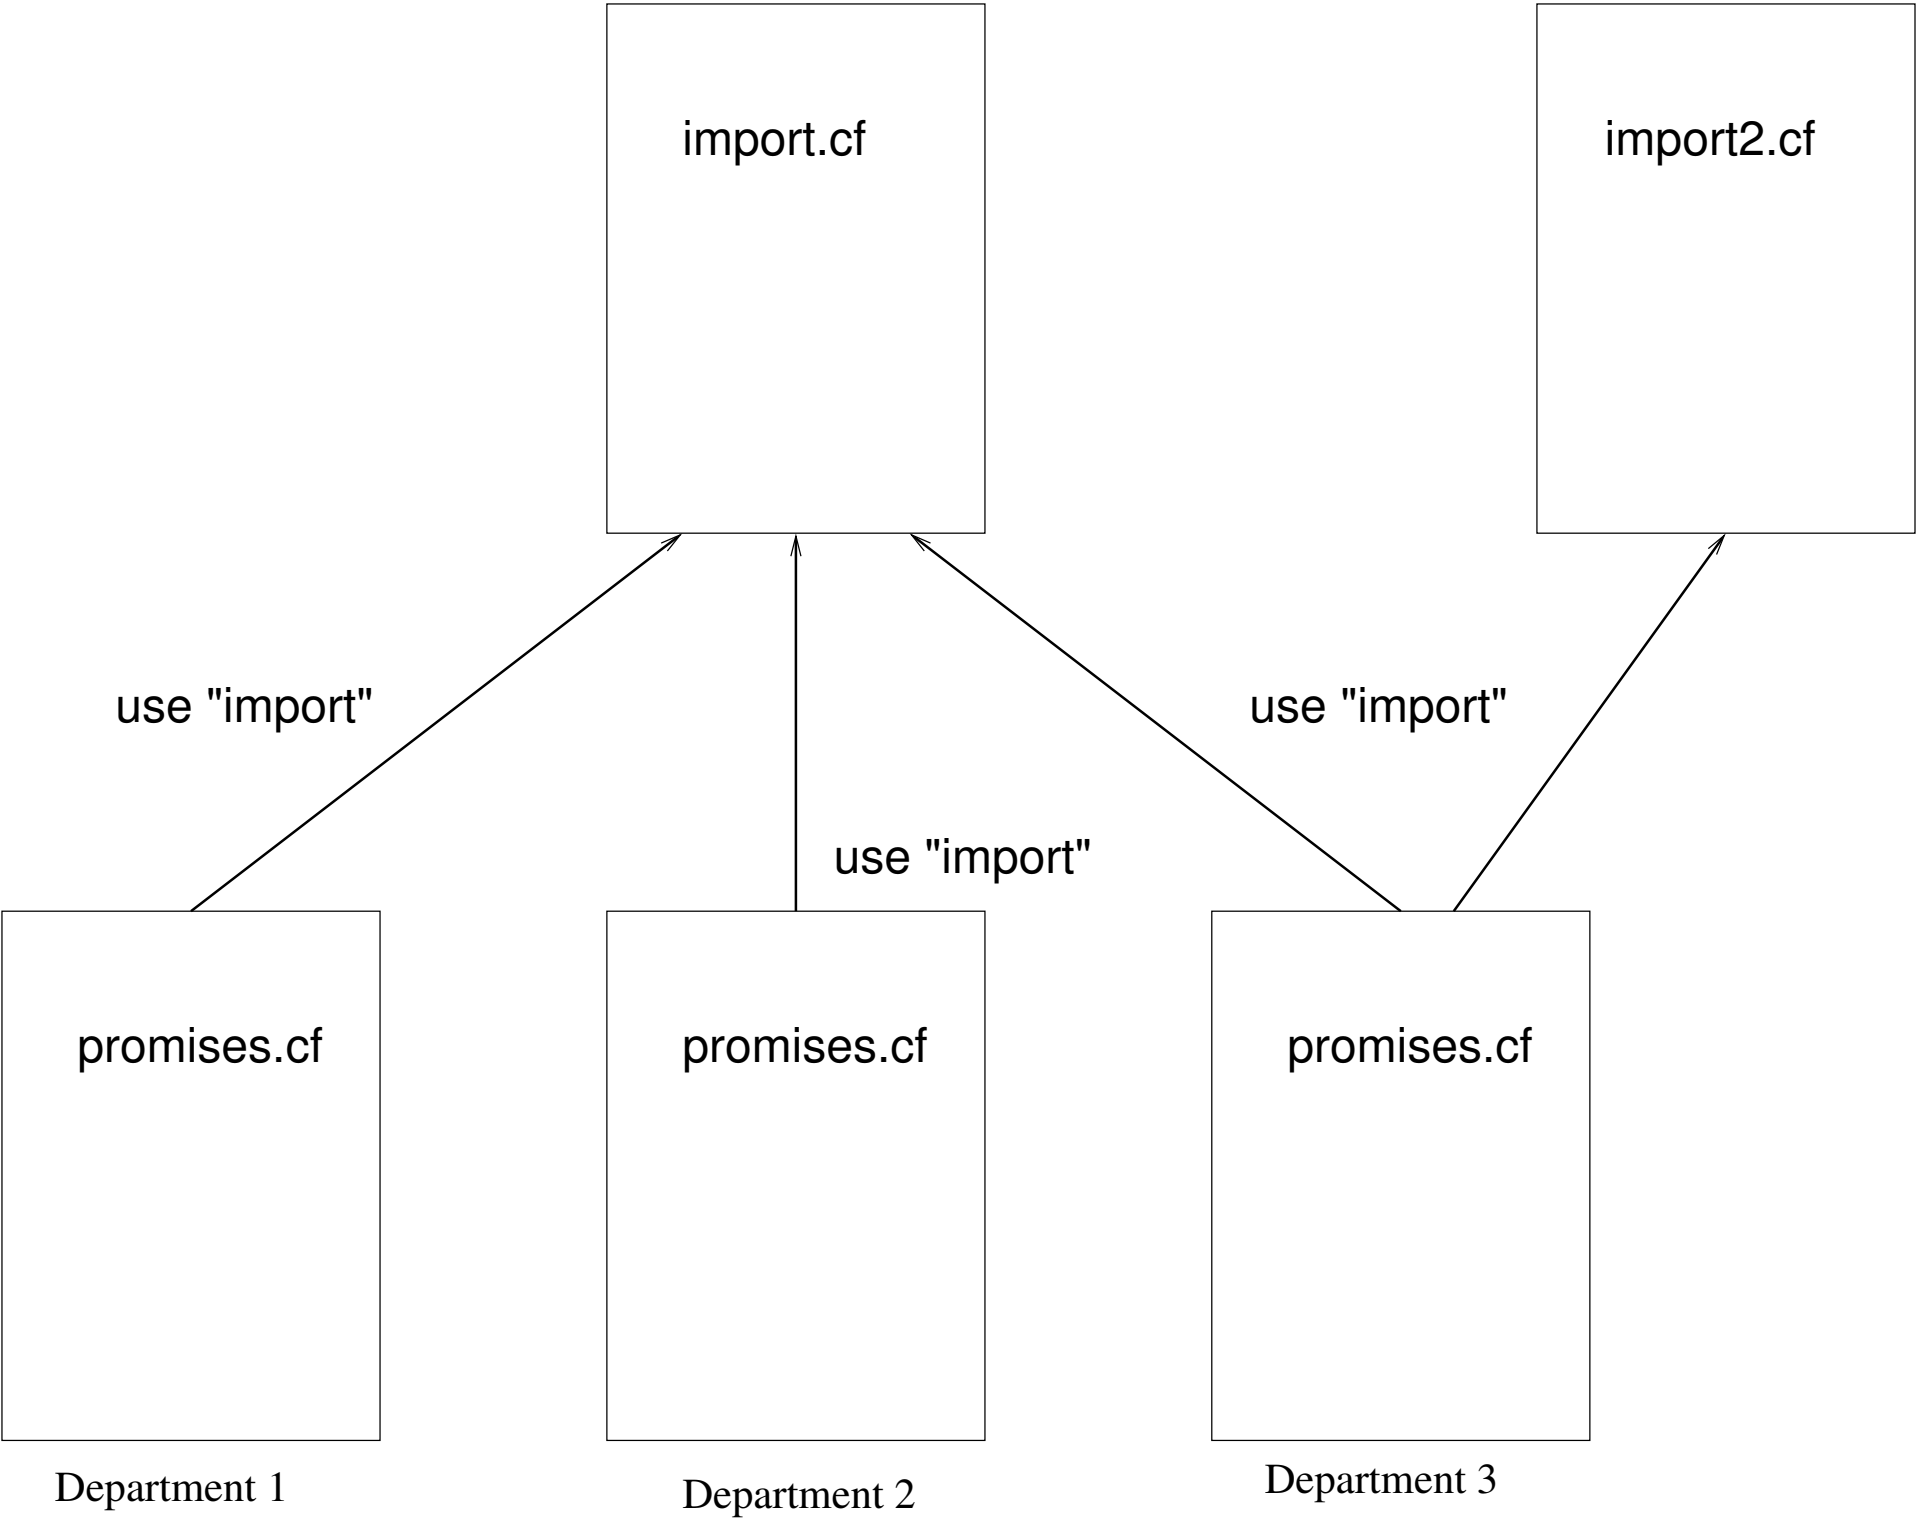 import.cf
import2.cf
use "import"
use "import"
use "import"
promises.cf
promises.cf
promises.cf
Department 1
Department 2
Department 3